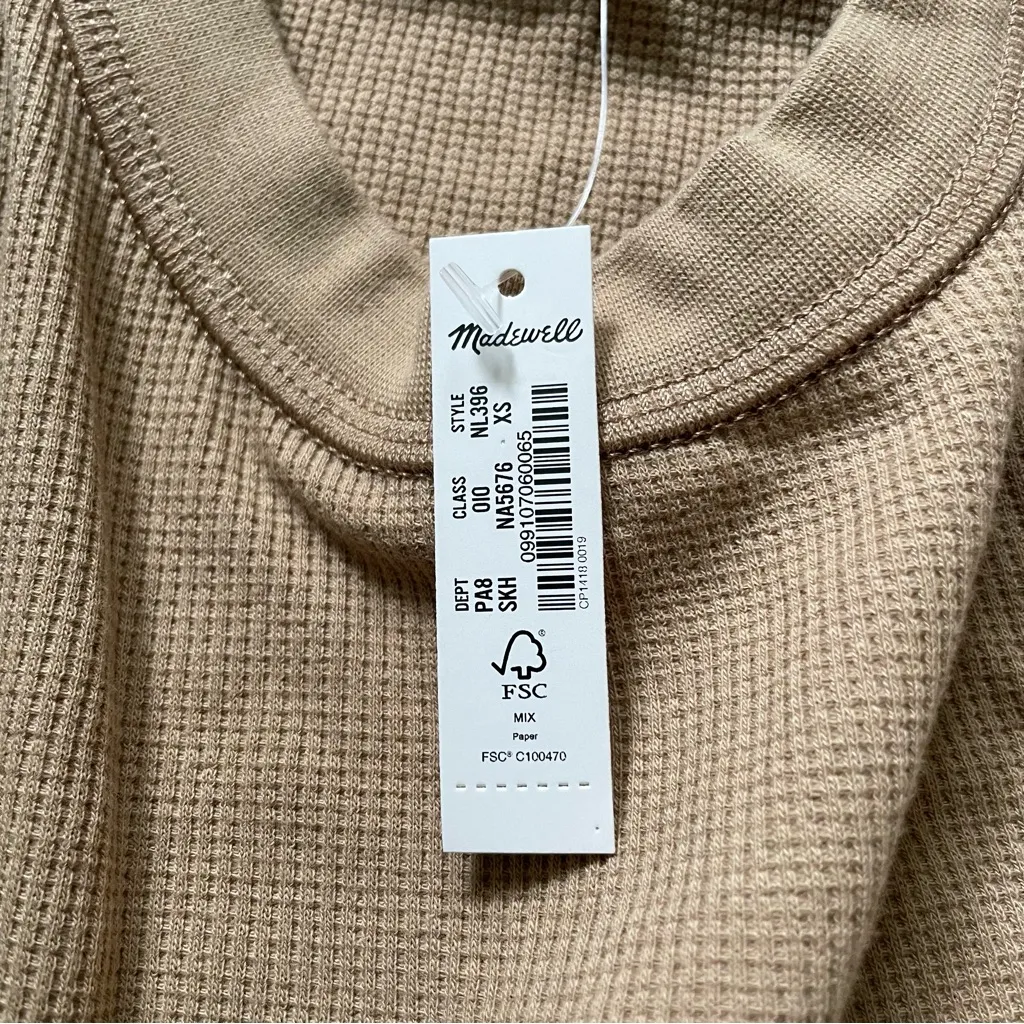 Madewell
DEPT CLASS STYLE
PA8 010 NL396
SKH NA5676 XS
099107060065
CP1418 0019
FSC®
MIX
Paper
FSC® C100470